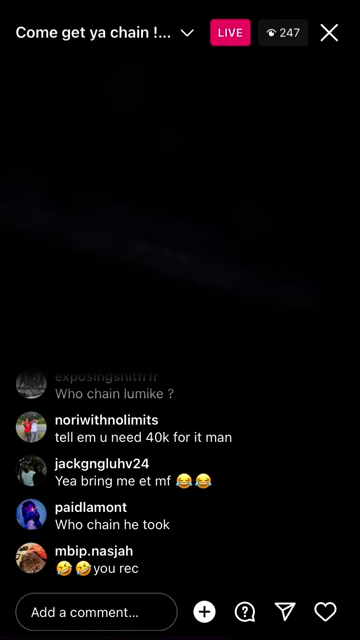 Come get ya chain !...
LIVE
247
exposingshitfrfr
Who chain lumike ?
noriwithnolimits
tell em u need 40k for it man
jackgngluhv24
Yea bring me et mf 😂😂
paidlamont
Who chain he took
mbip.nasjah
🤣🤣you rec
Add a comment...